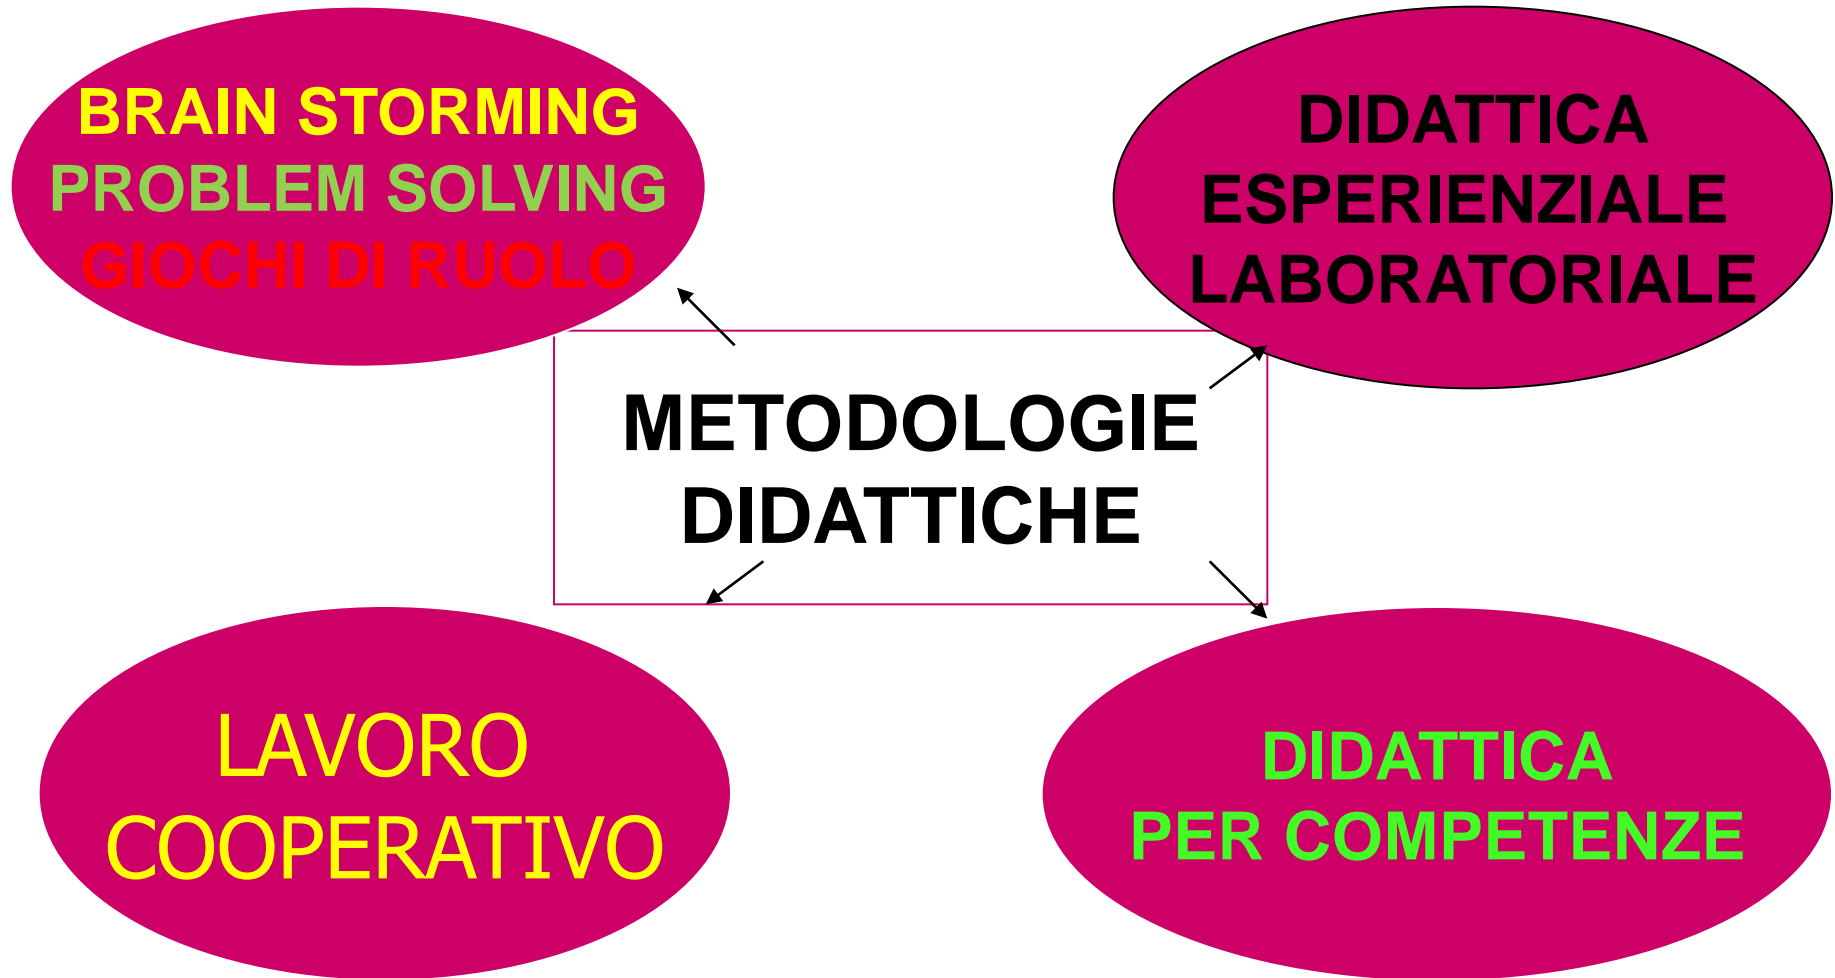 BRAIN STORMING
PROBLEM SOLVING
GIOCHI DI RUOLO
DIDATTICA
ESPERIENZIALE
LABORATORIALE
METODOLOGIE
DIDATTICHE
LAVORO
COOPERATIVO
DIDATTICA
PER COMPETENZE